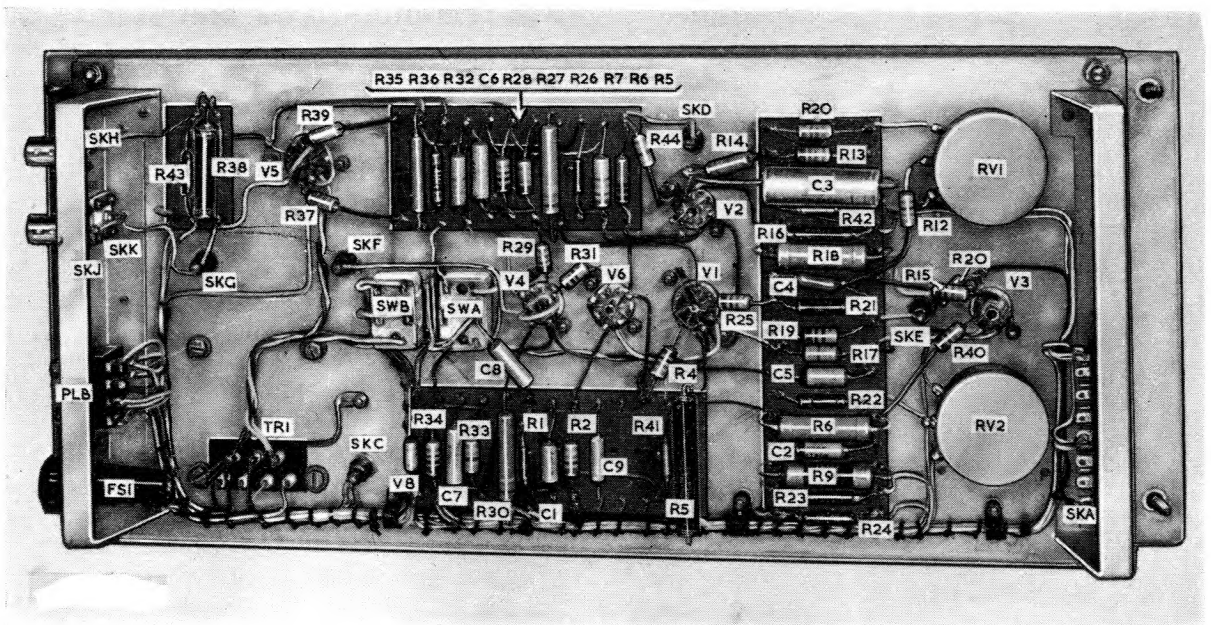 R35 R36 R32 C6 R28 R27 R26 R7 R6 R5
SKH
R43
R38
V5
R39
R37
SKJ
SKK
SKG
SKF
SKD
R44
R14
V2
R20
R13
C3
R42
R16
R18
R12
RV1
R29
R31
V4
V6
V1
R25
SWB
SWA
C8
R4
C4
R21
R15
R20
V3
R19
R17
SKE
R40
C5
R22
R6
C2
R9
R23
R24
RV2
SKA
PLB
TR1
FS1
SKC
V8
R34
C7
R33
R30
R1
C1
R2
C9
R41
R5